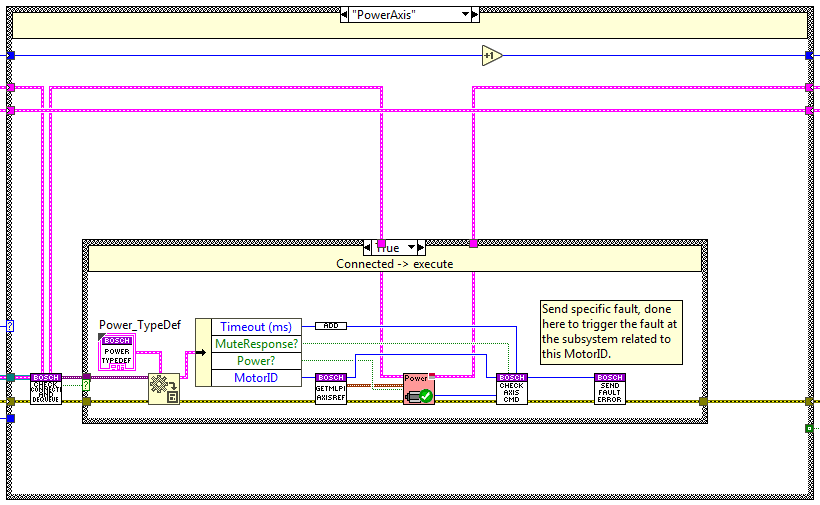 "PowerAxis"
+1
True
Connected -> execute
Power_TypeDef
BOSCH
POWER
TYPEDEF
Timeout (ms)
MuteResponse?
Power?
MotorID
ADD
Send specific fault, done
here to trigger the fault at
the subsystem related to
this MotorID.
?
?
BOSCH
CHECK
CONNECTI
AND
DEQUEUE
BOSCH
GETMLPI
AXISREF
Power
BOSCH
CHECK
AXIS
CMD
BOSCH
SEND
FAULT
ERROR